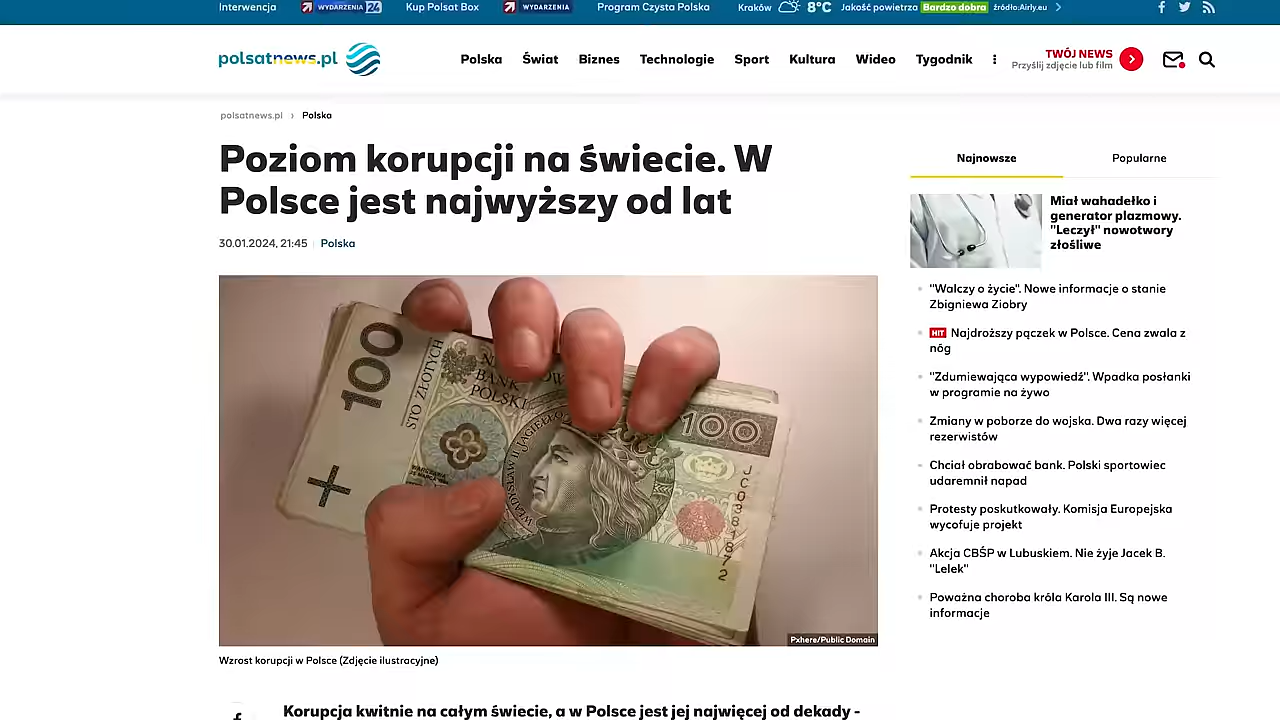 Interwencja
WYDARZENIA 24
Kup Polsat Box
WYDARZENIA
Program Czysta Polska
Kraków
8°C
Jakość powietrza
Bardzo dobra
źródło:Airly.eu
polsatnews.pl
Polska
Świat
Biznes
Technologie
Sport
Kultura
Wideo
Tygodnik
TWÓJ NEWS
Przyślij zdjęcie lub film
polsatnews.pl › Polska
Poziom korupcji na świecie. W
Polsce jest najwyższy od lat
30.01.2024, 21:45
Polska
100
STO ZŁOTYCH
BANK
POLSKI
WŁADYSŁAW II JAGIEŁŁO
100
JC0381872
Pxhere/Public Domain
Wzrost korupcji w Polsce (Zdjęcie ilustracyjne)
Korupcja kwitnie na całym świecie, a w Polsce jest jej najwięcej od dekady -
Najnowsze
Popularne
Miał wahadełko i
generator plazmowy.
"Leczył" nowotwory
złośliwe
"Walczy o życie". Nowe informacje o stanie
Zbigniewa Ziobry
HIT Najdroższy pączek w Polsce. Cena zwala z
nóg
"Zdumiewająca wypowiedź". Wpadka posłanki
w programie na żywo
Zmiany w poborze do wojska. Dwa razy więcej
rezerwistów
Chciał obrabować bank. Polski sportowiec
udaremnił napad
Protesty poskutkowały. Komisja Europejska
wycofuje projekt
Akcja CBŚP w Lubuskiem. Nie żyje Jacek B.
"Lelek"
Poważna choroba króla Karola III. Są nowe
informacje